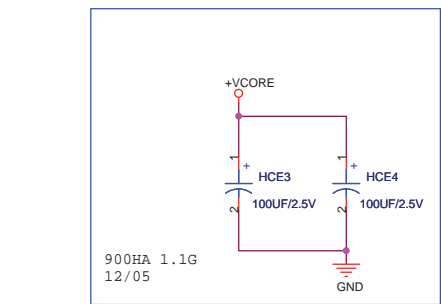 +VCORE
1 + HCE3
2 100UF/2.5V
1 + HCE4
2 100UF/2.5V
900HA 1.1G
12/05
GND